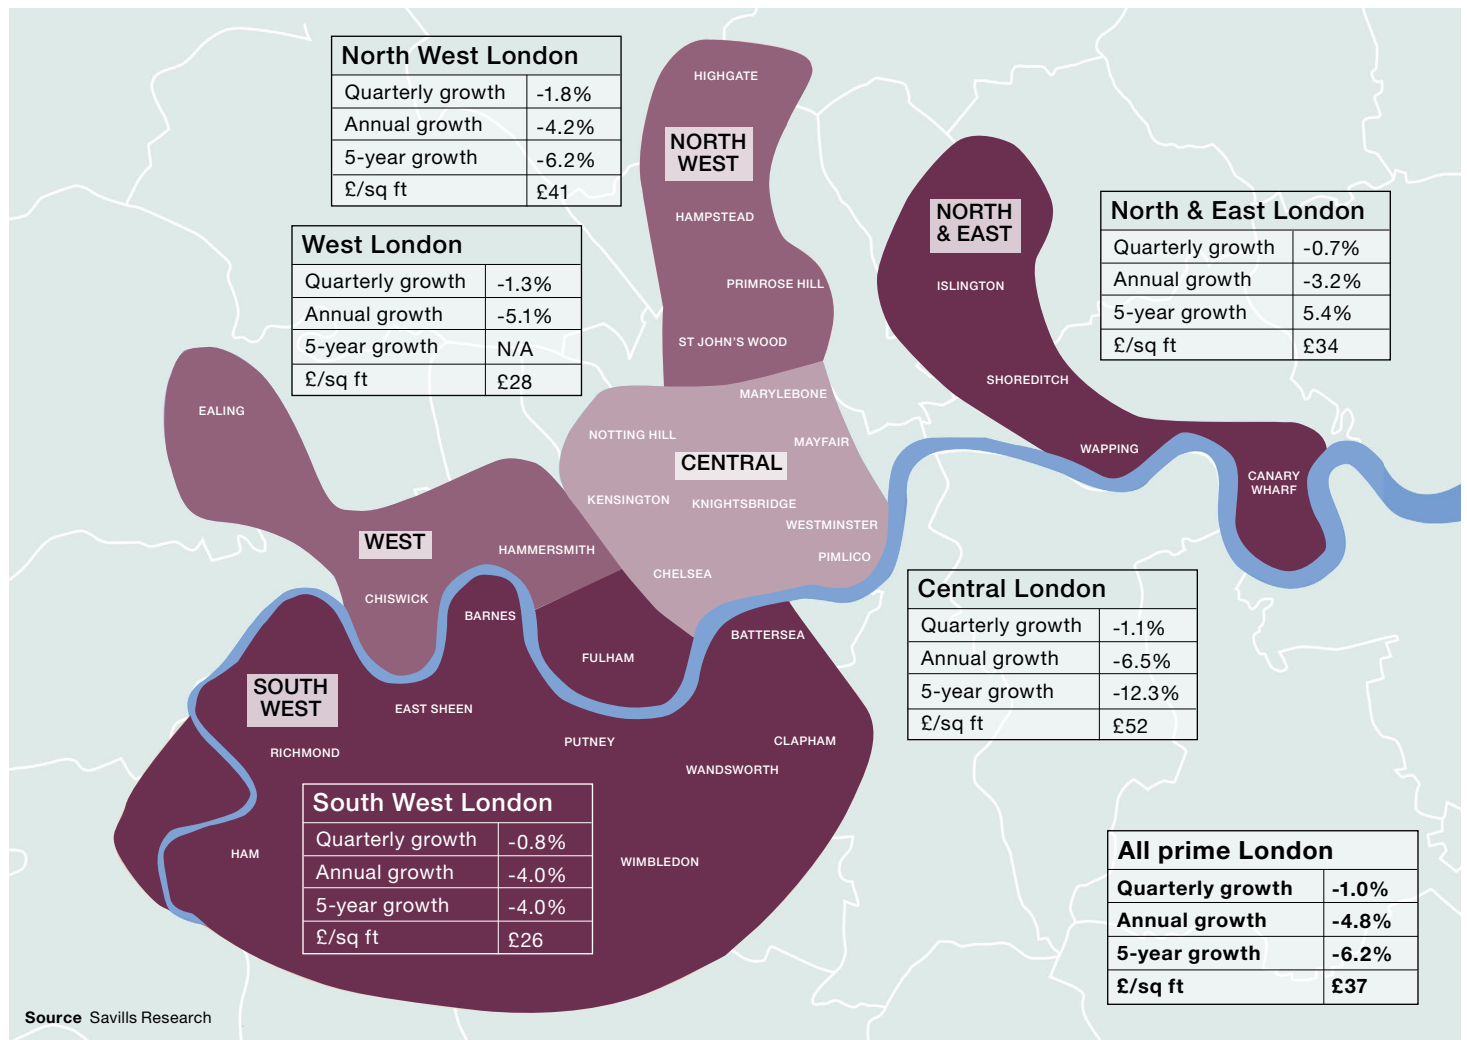 North West London
Quarterly growth -1.8%
Annual growth -4.2%
5-year growth -6.2%
£/sq ft £41
West London
Quarterly growth -1.3%
Annual growth -5.1%
5-year growth N/A
£/sq ft £28
HIGHGATE
NORTH
WEST
HAMPSTEAD
PRIMROSE HILL
ST JOHN'S WOOD
NORTH
& EAST
ISLINGTON
SHOREDITCH
WAPPING
CANARY
WHARF
North & East London
Quarterly growth -0.7%
Annual growth -3.2%
5-year growth 5.4%
£/sq ft £34
EALING
WEST
HAMMERSMITH
CHISWICK
MARYLEBONE
NOTTING HILL
MAYFAIR
CENTRAL
KENSINGTON
KNIGHTSBRIDGE
WESTMINSTER
PIMLICO
CHELSEA
Central London
Quarterly growth -1.1%
Annual growth -6.5%
5-year growth -12.3%
£/sq ft £52
BARNES
FULHAM
BATTERSEA
SOUTH
WEST
EAST SHEEN
RICHMOND
PUTNEY
CLAPHAM
WANDSWORTH
HAM
WIMBLEDON
South West London
Quarterly growth -0.8%
Annual growth -4.0%
5-year growth -4.0%
£/sq ft £26
All prime London
Quarterly growth -1.0%
Annual growth -4.8%
5-year growth -6.2%
£/sq ft £37
Source Savills Research